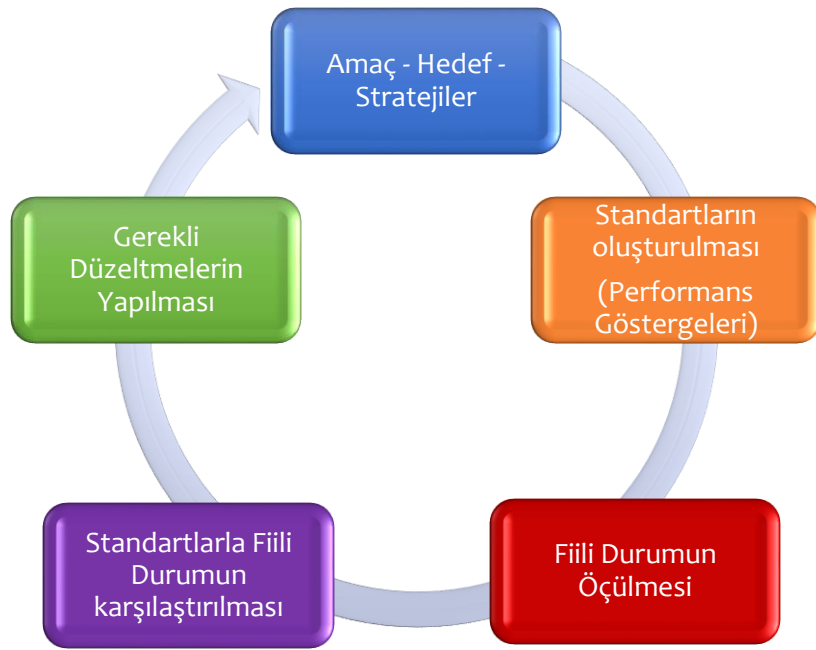 Amaç - Hedef -
Stratejiler
Standartların
oluşturulması
(Performans
Göstergeleri)
Fiili Durumun
Öçülmesi
Standartlarla Fiili
Durumun
karşılaştırılması
Gerekli
Düzeltmelerin
Yapılması